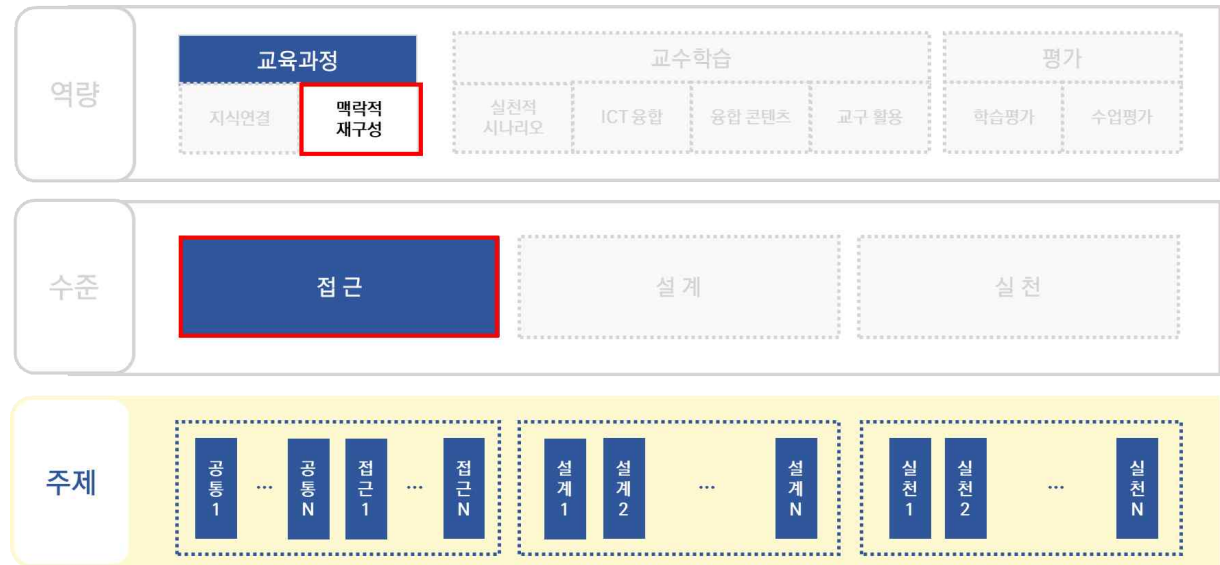 역량
교육과정
지식연결
맥락적
재구성
교수학습
실천적
시나리오
ICT 융합
융합 콘텐츠
교구 활용
평가
학습평가
수업평가
수준
접 근
설 계
실 천
주제
공통1
...
공통N
접근1
...
접근N
설계1
설계2
...
설계N
실천1
실천2
...
실천N